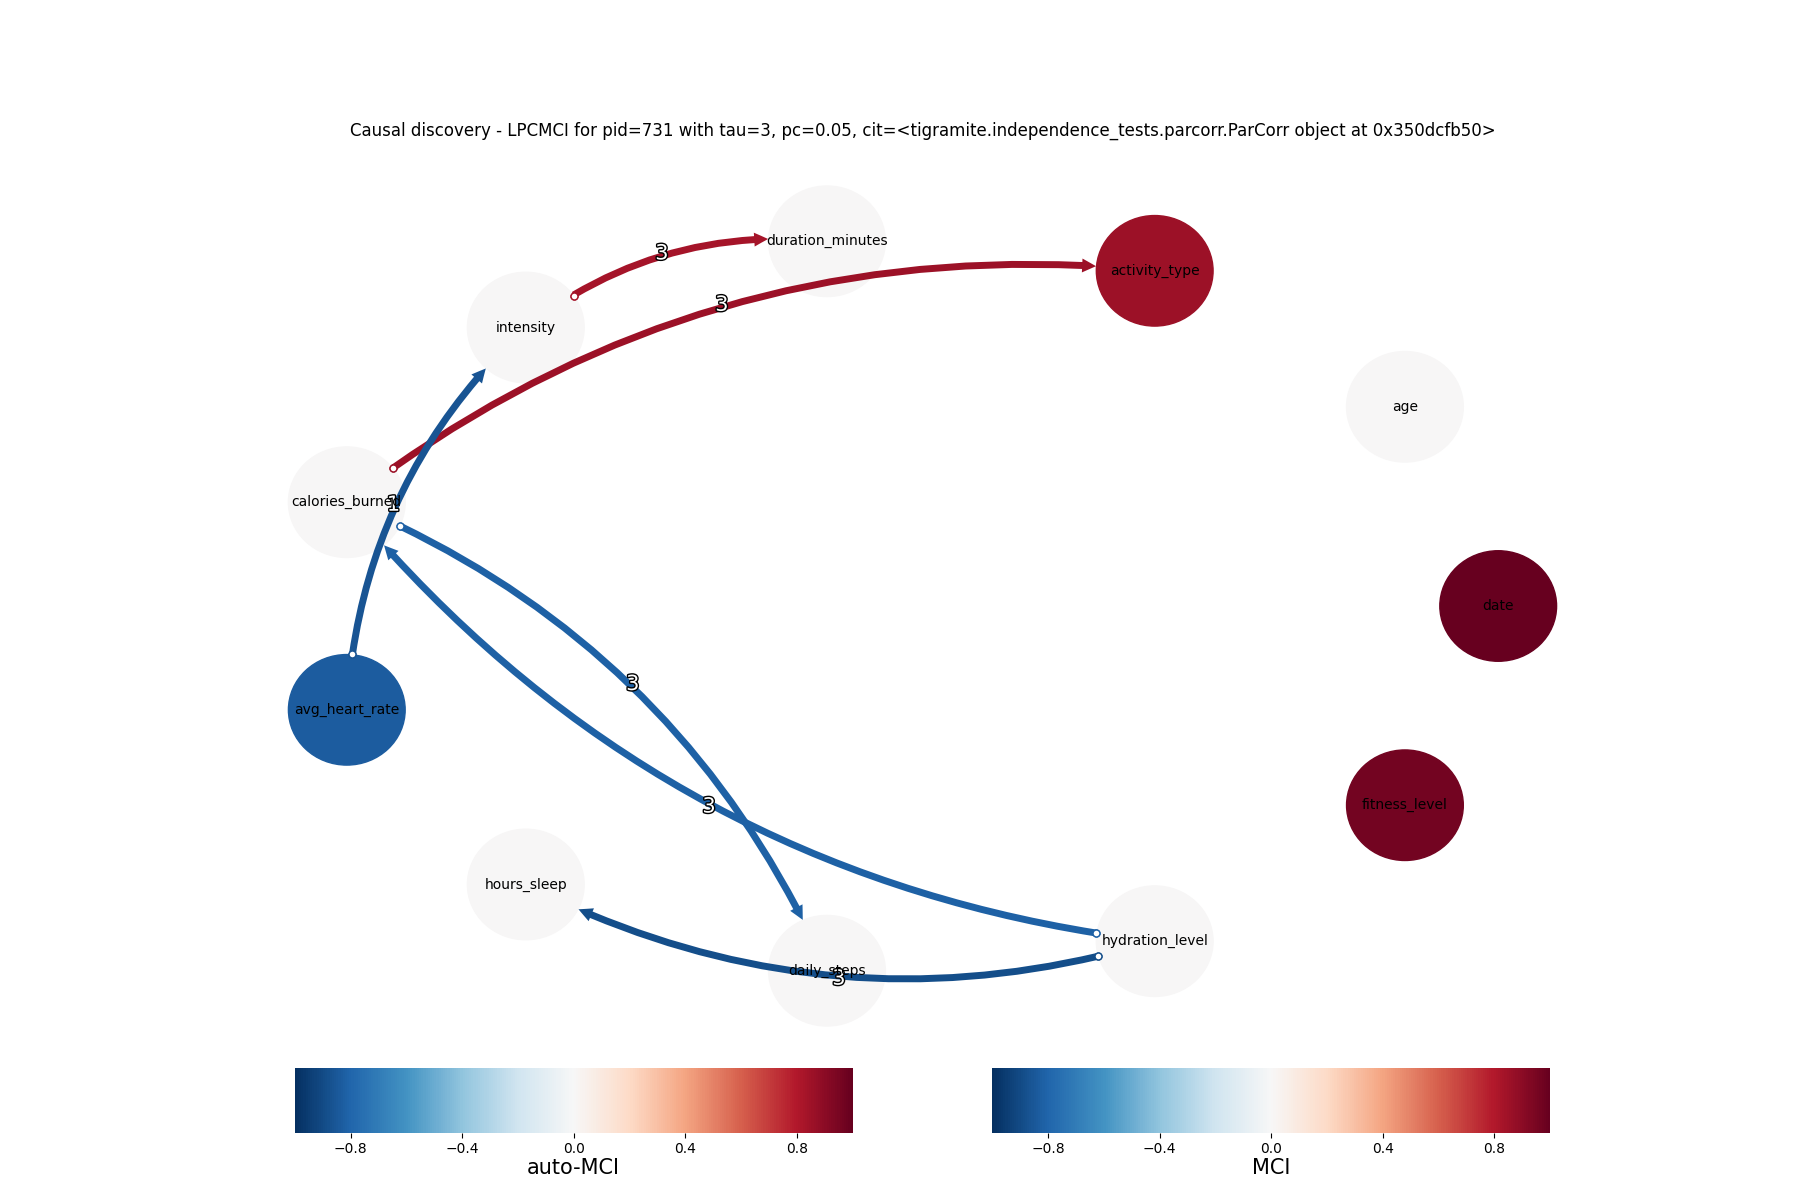 Causal discovery - LPCMCI for pid=731 with tau=3, pc=0.05, cit=<tigramite.independence_tests.parcorr.ParCorr object at 0x350dcfb50>
duration_minutes
3
activity_type
3
intensity
age
calories_burned
1
date
3
avg_heart_rate
3
fitness_level
hours_sleep
hydration_level
daily_steps
3
−0.8 −0.4 0.0 0.4 0.8
auto-MCI
−0.8 −0.4 0.0 0.4 0.8
MCI